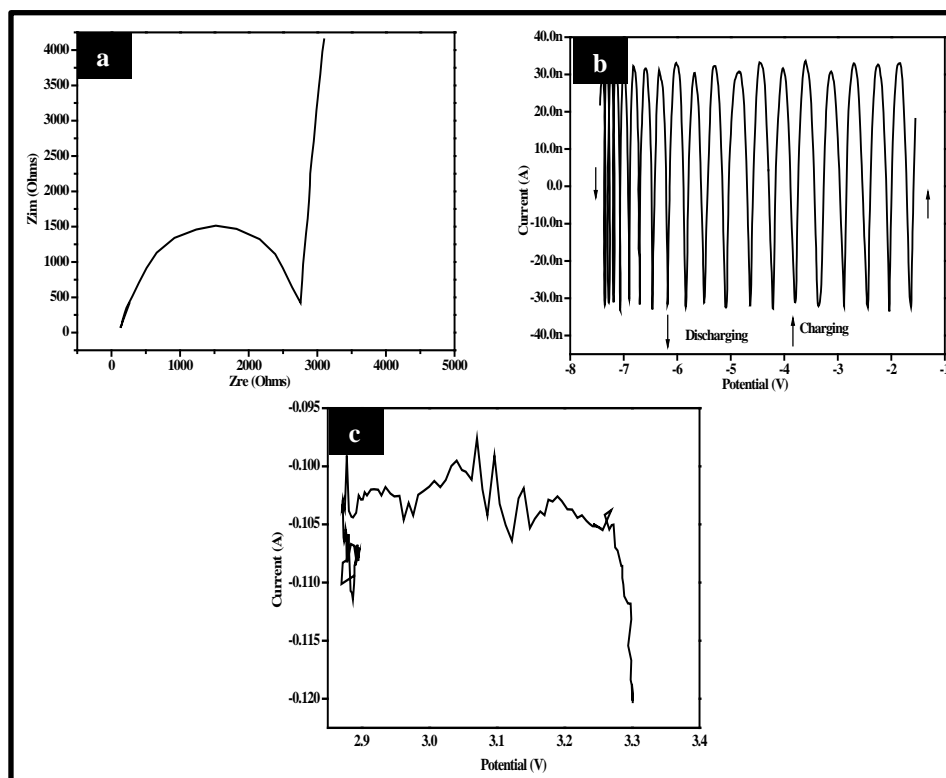 a
4000
3500
3000
2500
2000
1500
1000
500
0
Zim (Ohms)
0 1000 2000 3000 4000 5000
Zre (Ohms)
b
40.0n
30.0n
20.0n
10.0n
0.0
-10.0n
-20.0n
-30.0n
-40.0n
Current (A)
Discharging
Charging
-8 -7 -6 -5 -4 -3 -2 -1
Potential (V)
c
-0.095
-0.100
-0.105
-0.110
-0.115
-0.120
Current (A)
2.9 3.0 3.1 3.2 3.3 3.4
Potential (V)